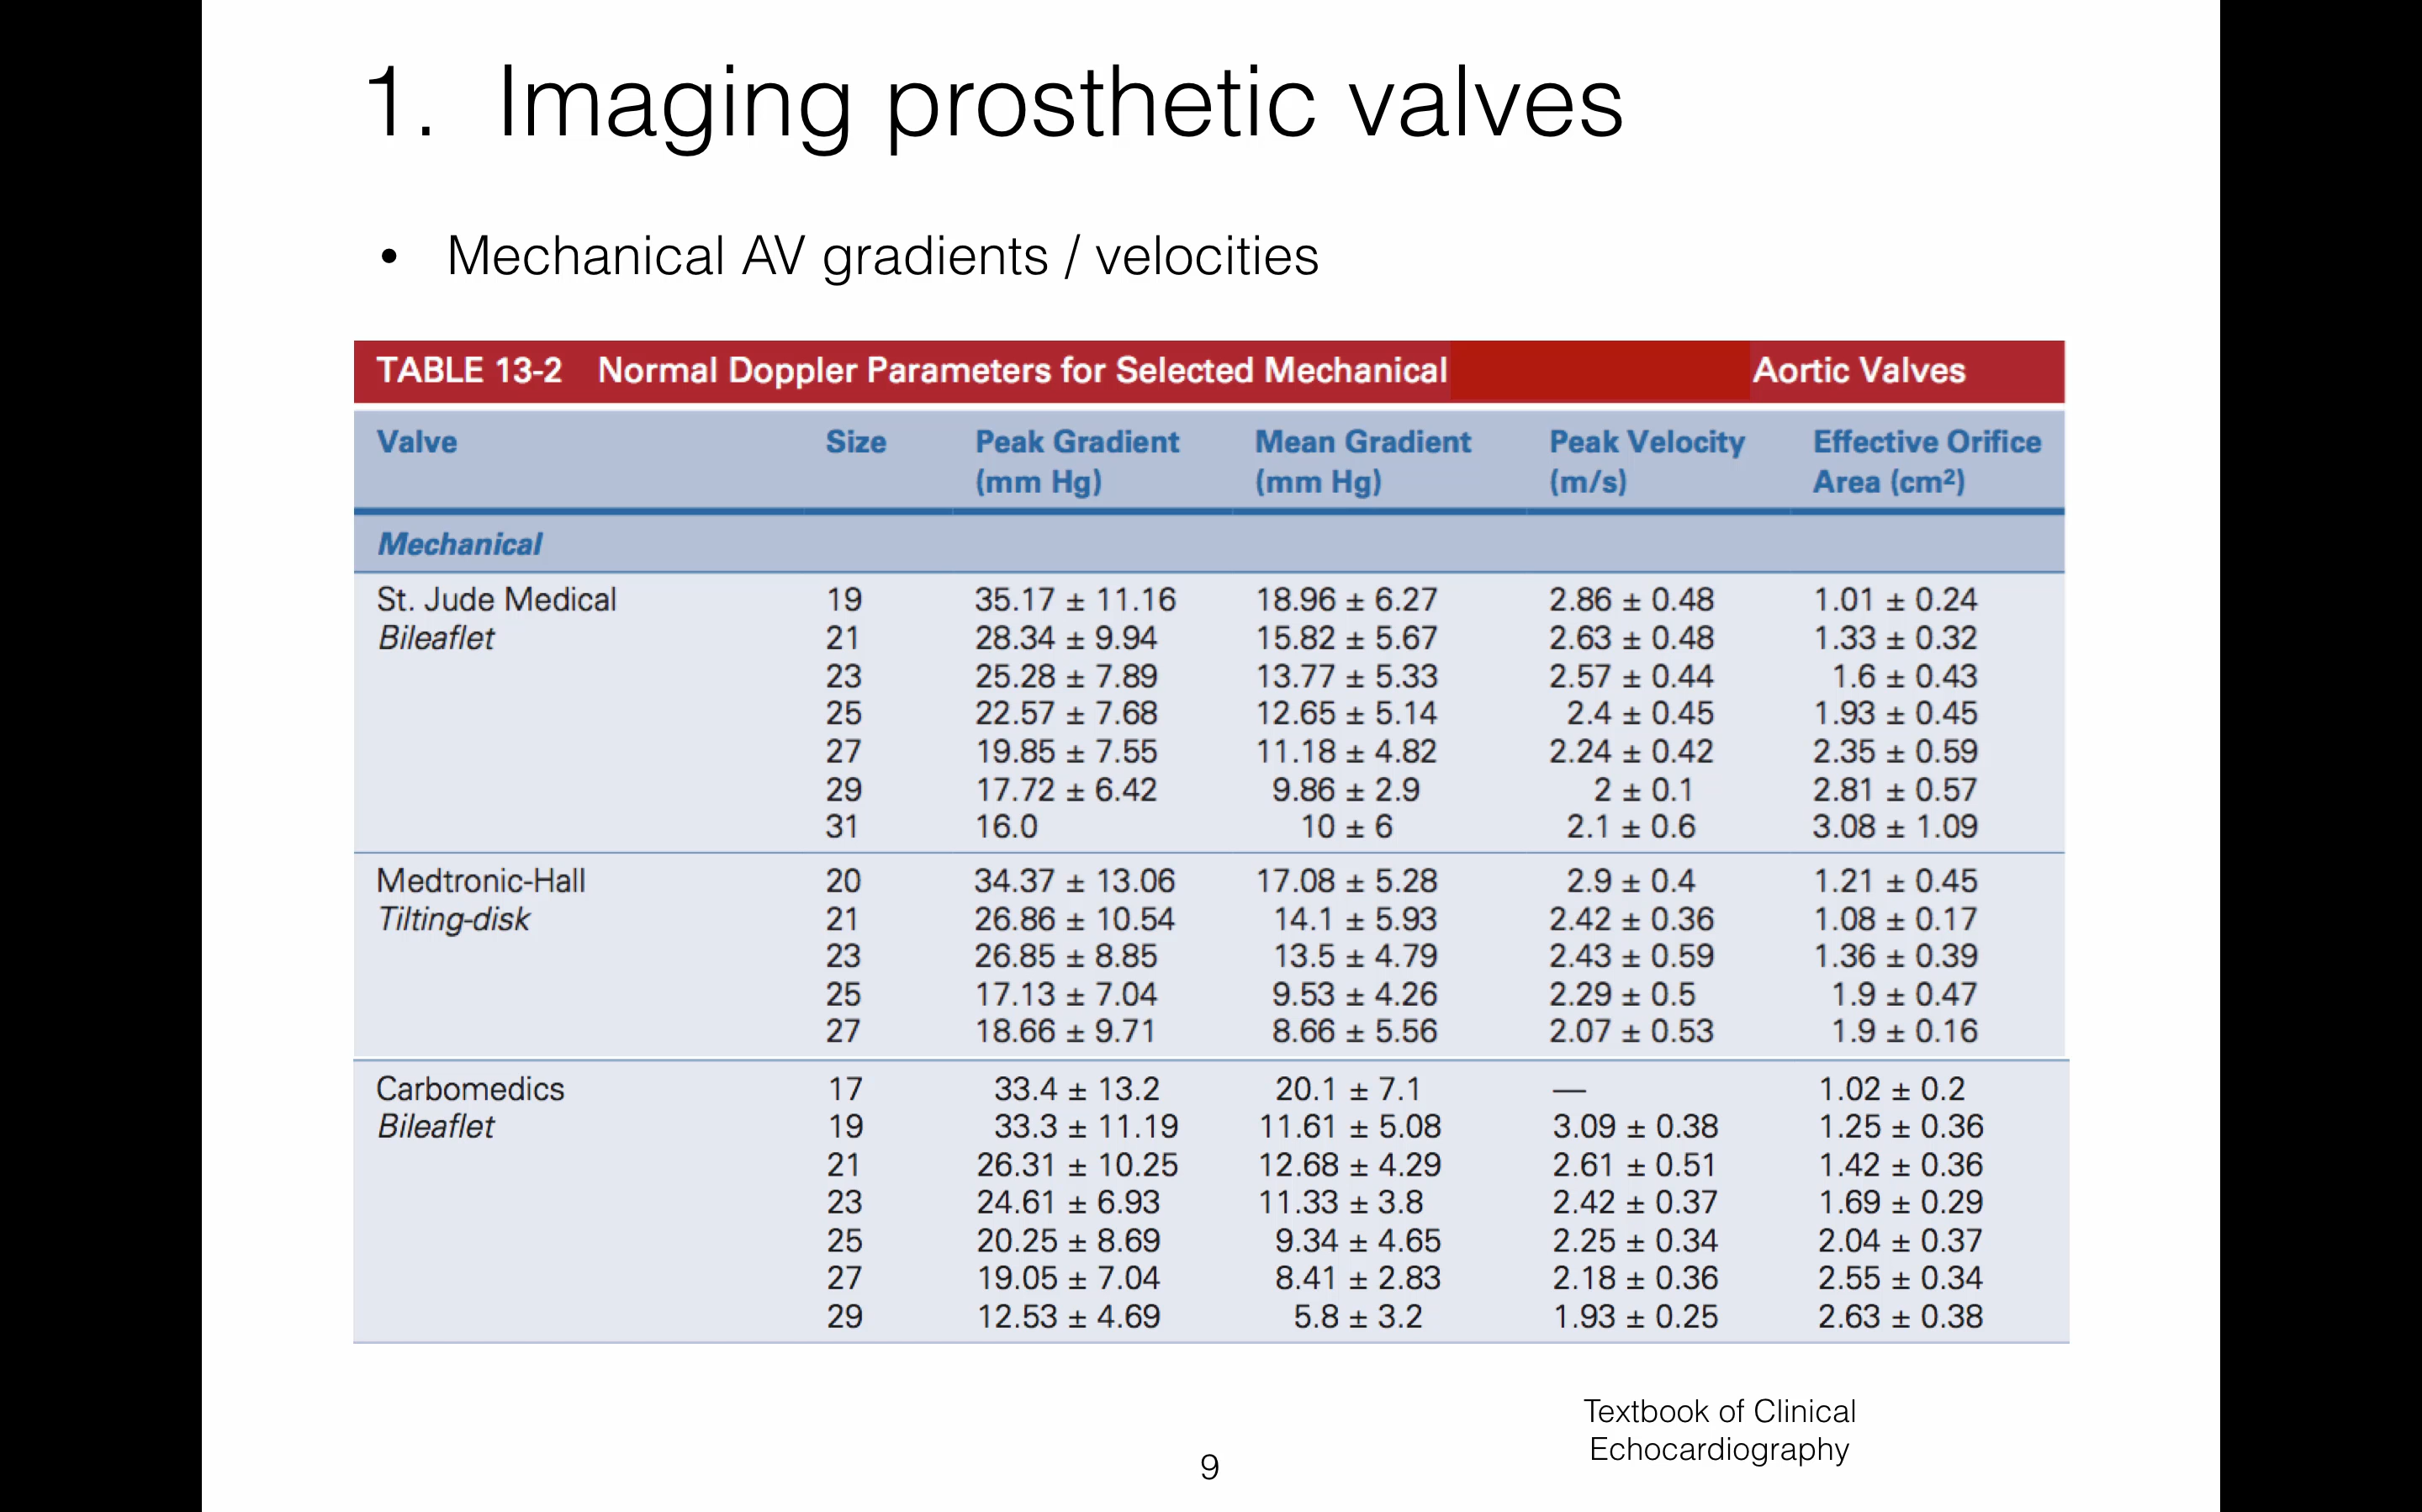 1. Imaging prosthetic valves
• Mechanical AV gradients / velocities
TABLE 13-2 Normal Doppler Parameters for Selected Mechanical Aortic Valves
Valve Size Peak Gradient (mm Hg) Mean Gradient (mm Hg) Peak Velocity (m/s) Effective Orifice Area (cm²)
Mechanical
St. Jude Medical 19 35.17 ± 11.16 18.96 ± 6.27 2.86 ± 0.48 1.01 ± 0.24
Bileaflet 21 28.34 ± 9.94 15.82 ± 5.67 2.63 ± 0.48 1.33 ± 0.32
23 25.28 ± 7.89 13.77 ± 5.33 2.57 ± 0.44 1.6 ± 0.43
25 22.57 ± 7.68 12.65 ± 5.14 2.4 ± 0.45 1.93 ± 0.45
27 19.85 ± 7.55 11.18 ± 4.82 2.24 ± 0.42 2.35 ± 0.59
29 17.72 ± 6.42 9.86 ± 2.9 2 ± 0.1 2.81 ± 0.57
31 16.0 10 ± 6 2.1 ± 0.6 3.08 ± 1.09
Medtronic-Hall 20 34.37 ± 13.06 17.08 ± 5.28 2.9 ± 0.4 1.21 ± 0.45
Tilting-disk 21 26.86 ± 10.54 14.1 ± 5.93 2.42 ± 0.36 1.08 ± 0.17
23 26.85 ± 8.85 13.5 ± 4.79 2.43 ± 0.59 1.36 ± 0.39
25 17.13 ± 7.04 9.53 ± 4.26 2.29 ± 0.5 1.9 ± 0.47
27 18.66 ± 9.71 8.66 ± 5.56 2.07 ± 0.53 1.9 ± 0.16
Carbomedics 17 33.4 ± 13.2 20.1 ± 7.1 — 1.02 ± 0.2
Bileaflet 19 33.3 ± 11.19 11.61 ± 5.08 3.09 ± 0.38 1.25 ± 0.36
21 26.31 ± 10.25 12.68 ± 4.29 2.61 ± 0.51 1.42 ± 0.36
23 24.61 ± 6.93 11.33 ± 3.8 2.42 ± 0.37 1.69 ± 0.29
25 20.25 ± 8.69 9.34 ± 4.65 2.25 ± 0.34 2.04 ± 0.37
27 19.05 ± 7.04 8.41 ± 2.83 2.18 ± 0.36 2.55 ± 0.34
29 12.53 ± 4.69 5.8 ± 3.2 1.93 ± 0.25 2.63 ± 0.38
Textbook of Clinical
Echocardiography
9